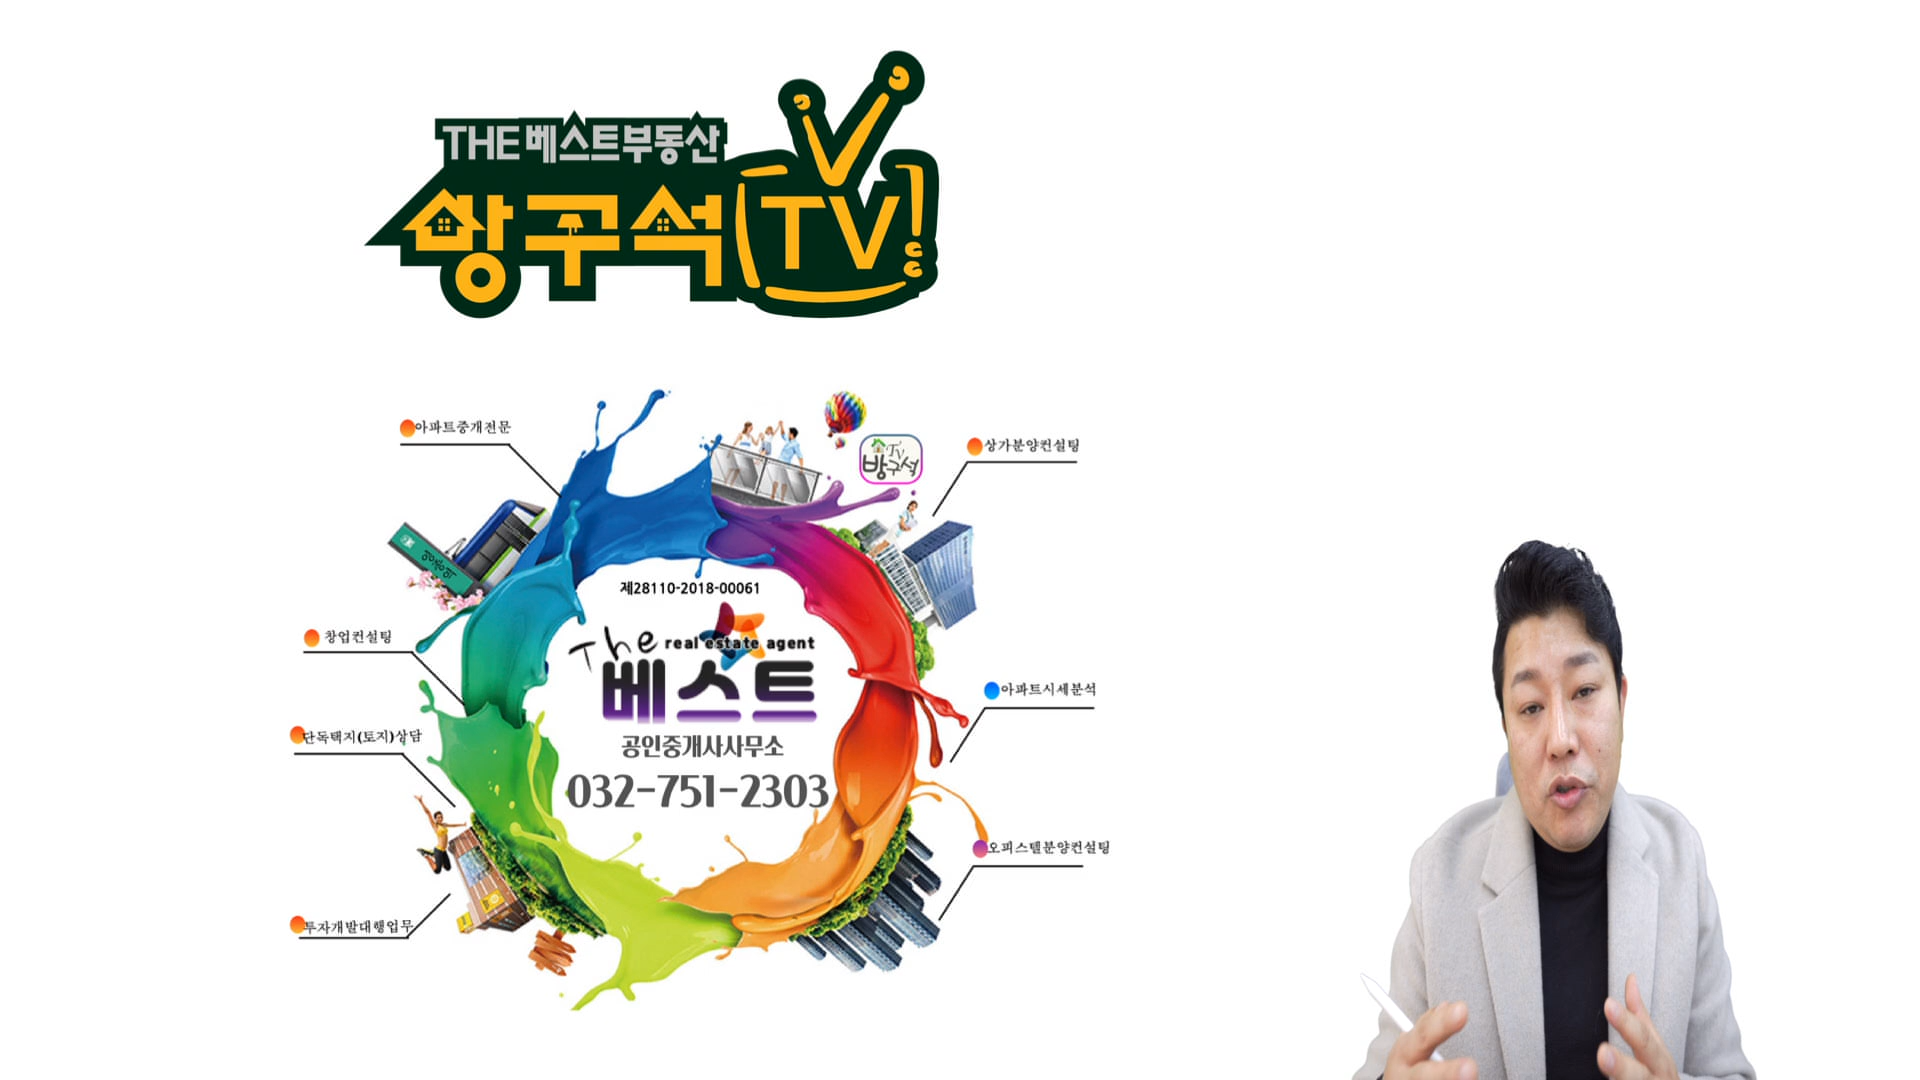 THE 베스트부동산
방구석 TV
아파트중개전문
TV
방구석
상가분양컨설팅
제28110-2018-00061
창업컨설팅
The real estate agent
베스트
아파트시세분석
단독택지(토지)상담
공인중개사사무소
032-751-2303
오피스텔분양컨설팅
투자개발대행업무